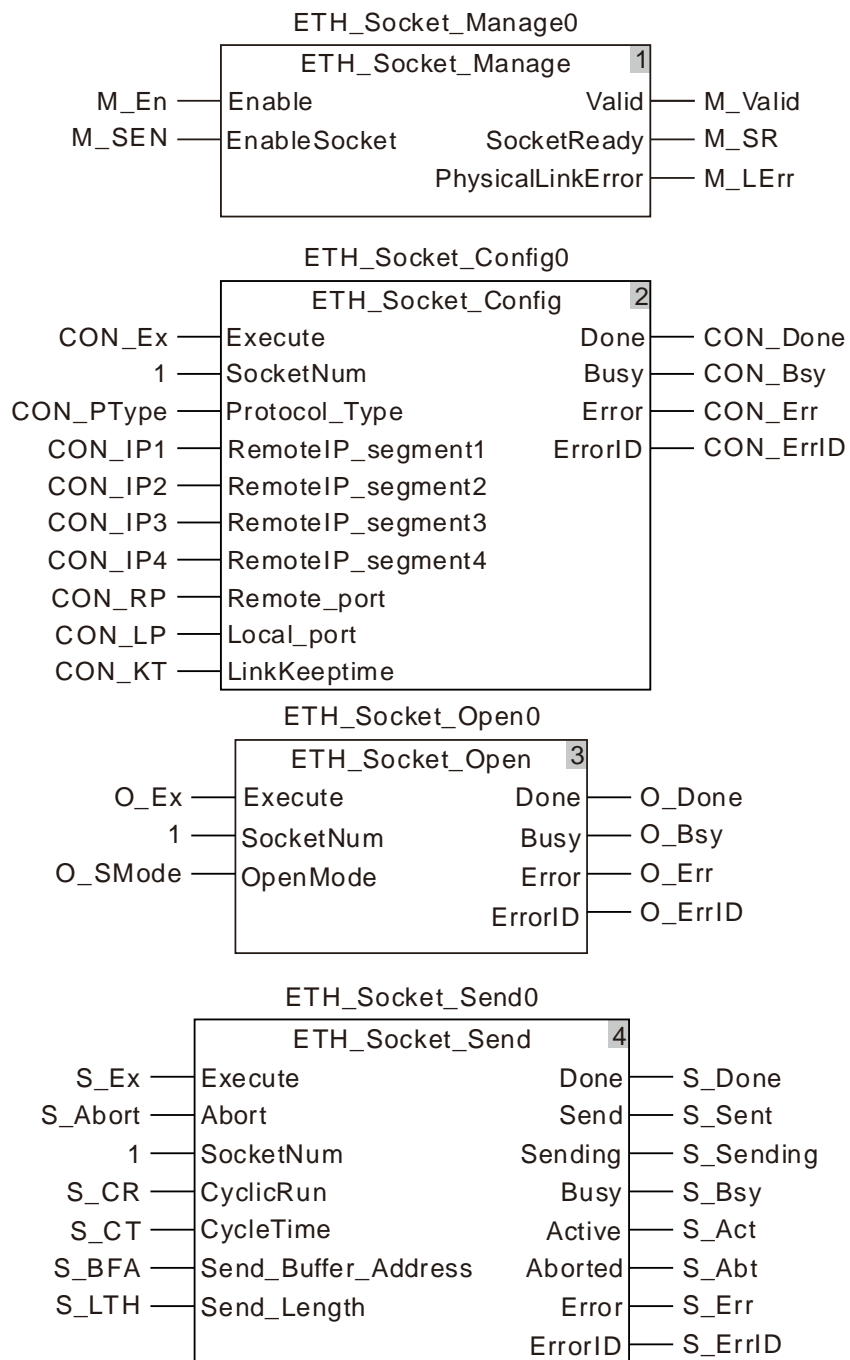 ETH_Socket_Manage0
ETH_Socket_Manage 1
M_En Enable Valid M_Valid
M_SEN EnableSocket SocketReady M_SR
PhysicalLinkError M_LErr
ETH_Socket_Config0
ETH_Socket_Config 2
CON_Ex Execute Done CON_Done
1 SocketNum Busy CON_Bsy
CON_PType Protocol_Type Error CON_Err
CON_IP1 RemoteIP_segment1 ErrorID CON_ErrID
CON_IP2 RemoteIP_segment2
CON_IP3 RemoteIP_segment3
CON_IP4 RemoteIP_segment4
CON_RP Remote_port
CON_LP Local_port
CON_KT LinkKeeptime
ETH_Socket_Open0
ETH_Socket_Open 3
O_Ex Execute Done O_Done
1 SocketNum Busy O_Bsy
O_SMode OpenMode Error O_Err
ErrorID O_ErrID
ETH_Socket_Send0
ETH_Socket_Send 4
S_Ex Execute Done S_Done
S_Abort Abort Send S_Sent
1 SocketNum Sending S_Sending
S_CR CyclicRun Busy S_Bsy
S_CT CycleTime Active S_Act
S_BFA Send_Buffer_Address Aborted S_Abt
S_LTH Send_Length Error S_Err
ErrorID S_ErrID